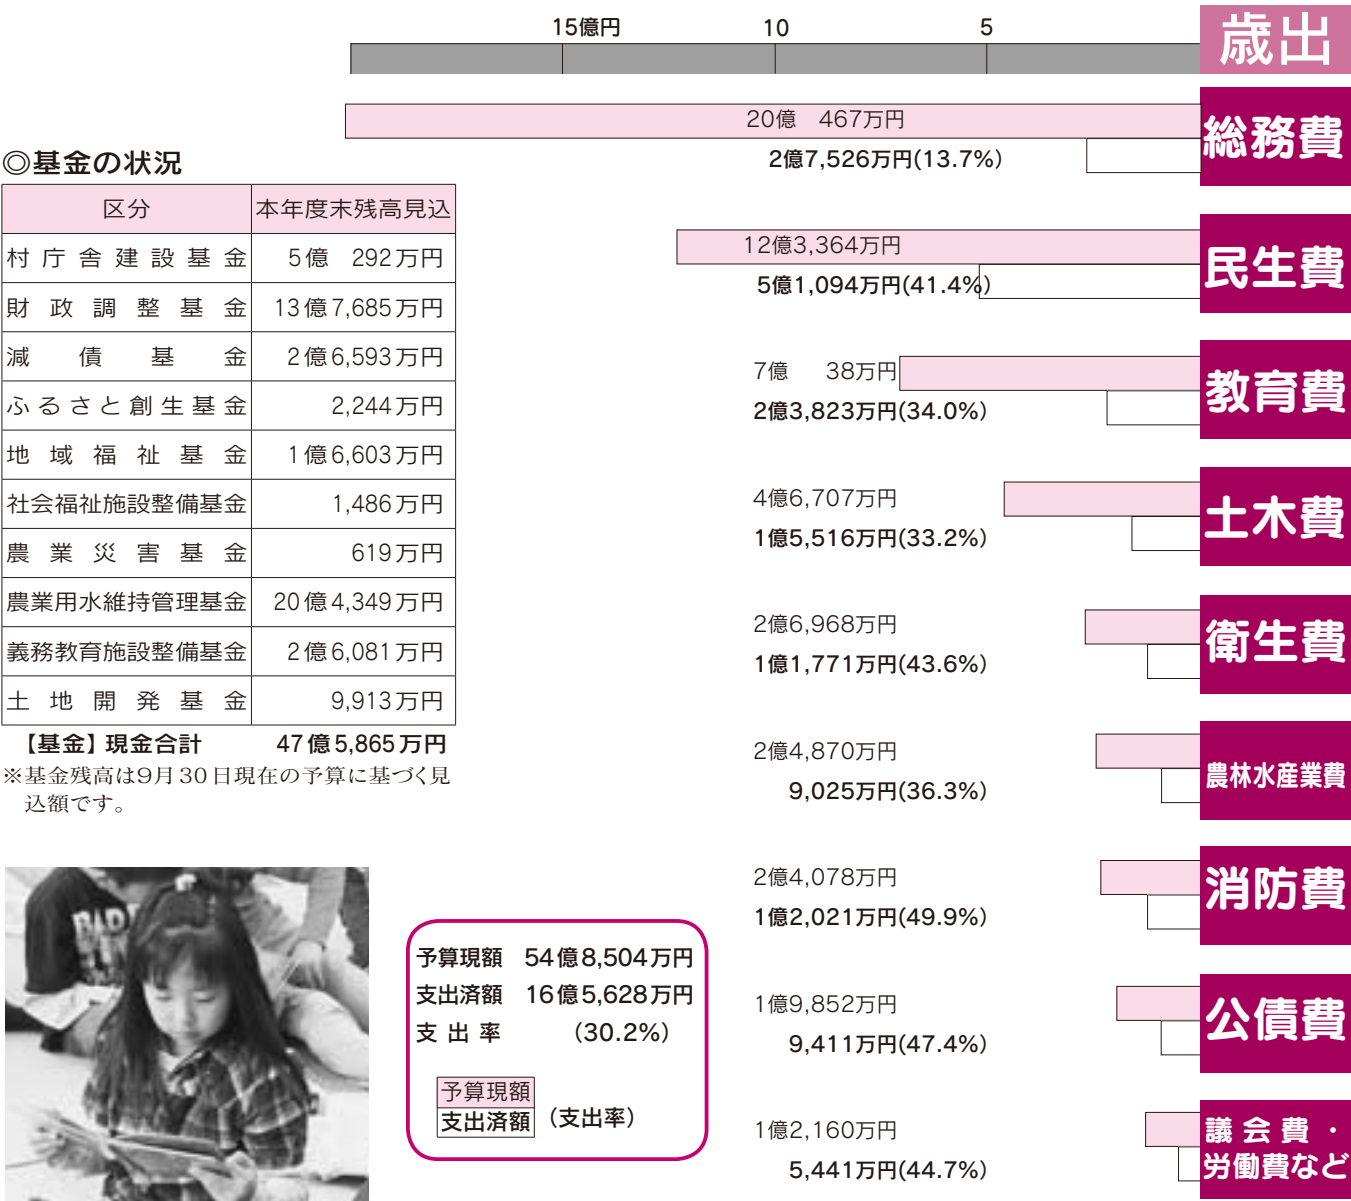 15億円 10 5
歳出
20億 467万円
2億7,526万円(13.7%)
総務費
12億3,364万円
5億1,094万円(41.4%)
民生費
7億 38万円
2億3,823万円(34.0%)
教育費
4億6,707万円
1億5,516万円(33.2%)
土木費
2億6,968万円
1億1,771万円(43.6%)
衛生費
2億4,870万円
9,025万円(36.3%)
農林水産業費
2億4,078万円
1億2,021万円(49.9%)
消防費
1億9,852万円
9,411万円(47.4%)
公債費
1億2,160万円
5,441万円(44.7%)
議会費・
労働費など
◎基金の状況
区分 本年度末残高見込
村庁舎建設基金 5億 292万円
財政調整基金 13億7,685万円
減債基金 2億6,593万円
ふるさと創生基金 2,244万円
地域福祉基金 1億6,603万円
社会福祉施設整備基金 1,486万円
農業災害基金 619万円
農業用水維持管理基金 20億4,349万円
義務教育施設整備基金 2億6,081万円
土地開発基金 9,913万円
【基金】現金合計 47億5,865万円
※基金残高は9月30日現在の予算に基づく見
込額です。
予算現額 54億8,504万円
支出済額 16億5,628万円
支出率 (30.2%)
予算現額
支出済額 (支出率)